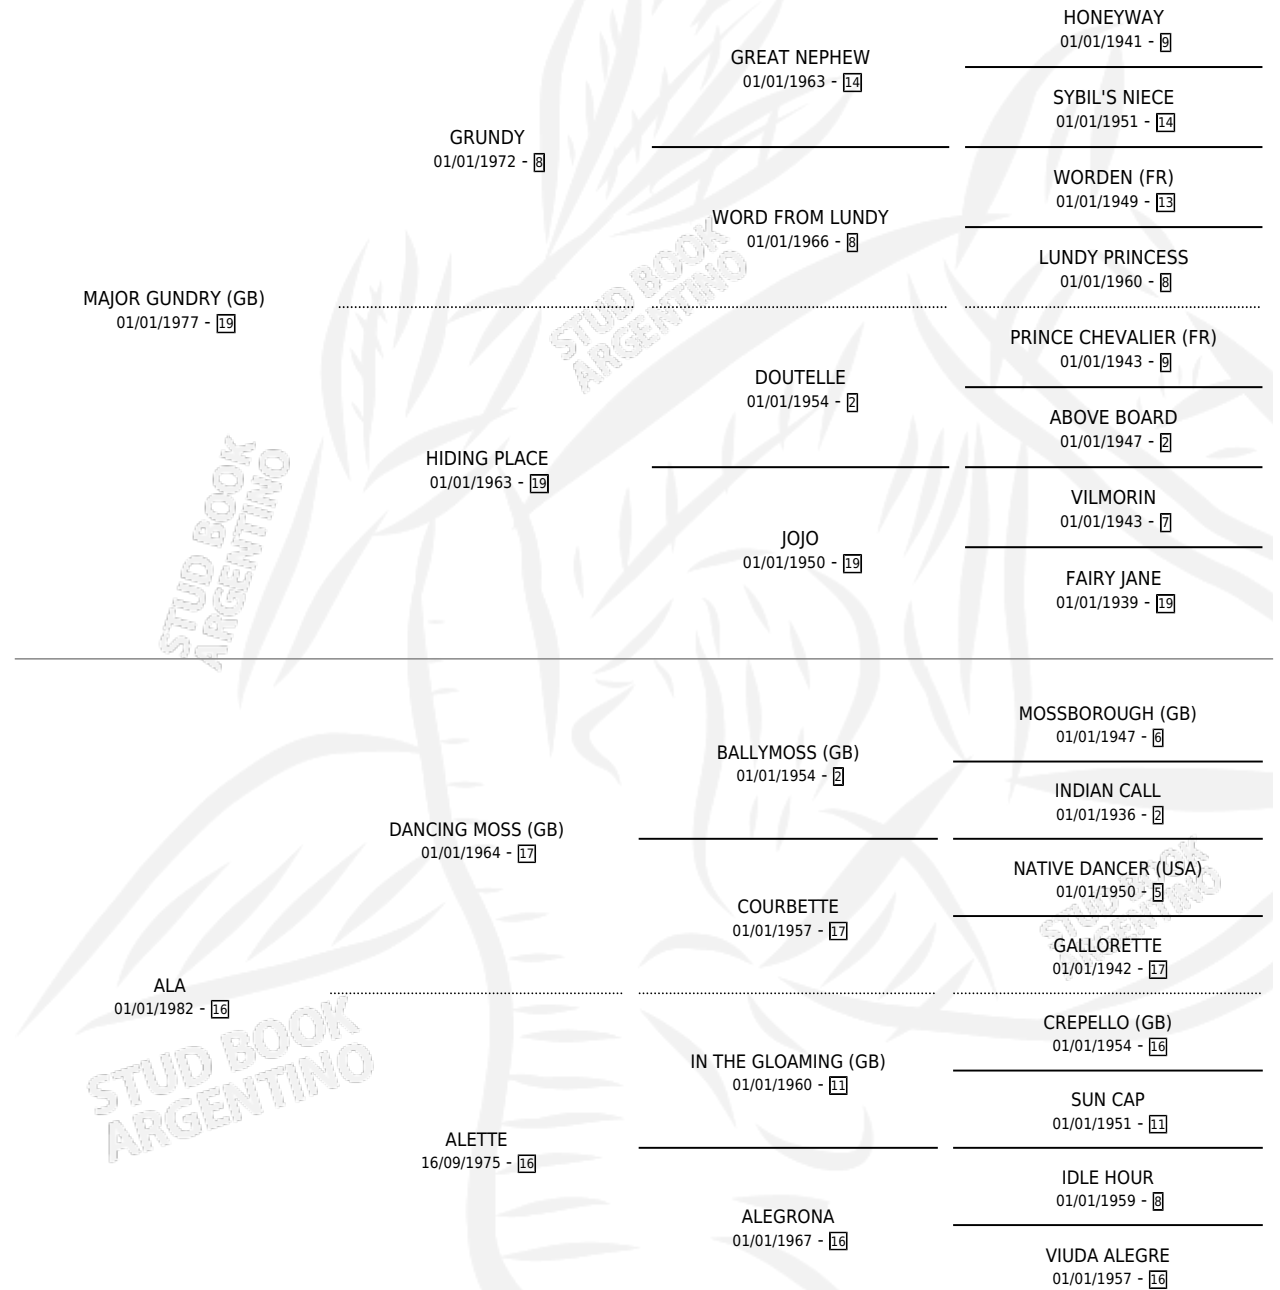 HONEYWAY
01/01/1941 - 9
GREAT NEPHEW
01/01/1963 - 14
SYBIL'S NIECE
01/01/1951 - 14
GRUNDY
01/01/1972 - 8
WORDEN (FR)
01/01/1949 - 13
WORD FROM LUNDY
01/01/1966 - 8
LUNDY PRINCESS
01/01/1960 - 8
MAJOR GUNDRY (GB)
01/01/1977 - 19
STUD BOOK
ARGENTINO
PRINCE CHEVALIER (FR)
01/01/1943 - 9
DOUTELLE
01/01/1954 - 2
ABOVE BOARD
01/01/1947 - 2
HIDING PLACE
01/01/1963 - 19
VILMORIN
01/01/1943 - 7
JOJO
01/01/1950 - 19
FAIRY JANE
01/01/1939 - 19
STUD BOOK
ARGENTINO
MOSSBOROUGH (GB)
01/01/1947 - 6
BALLYMOSS (GB)
01/01/1954 - 2
INDIAN CALL
01/01/1936 - 2
DANCING MOSS (GB)
01/01/1964 - 17
NATIVE DANCER (USA)
01/01/1950 - 5
COURBETTE
01/01/1957 - 17
STUD BOOK
ARGENTINO
GALLORETTE
01/01/1942 - 17
ALA
01/01/1982 - 16
CREPELLO (GB)
01/01/1954 - 16
IN THE GLOAMING (GB)
01/01/1960 - 11
SUN CAP
01/01/1951 - 11
STUD BOOK
ARGENTINO
ALETTE
16/09/1975 - 16
IDLE HOUR
01/01/1959 - 8
ALEGRONA
01/01/1967 - 16
VIUDA ALEGRE
01/01/1957 - 16